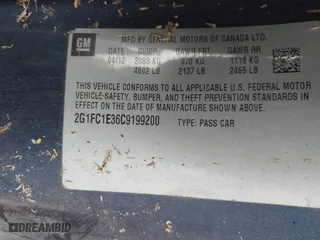 GM
MFD BY GENERAL MOTORS OF CANADA LTD.
DATE GVWR GAWR FRT GAWR RR
04/12 2088 KG 970 KG 1118 KG
4602 LB 2137 LB 2465 LB
THIS VEHICLE CONFORMS TO ALL APPLICABLE U.S. FEDERAL MOTOR
VEHICLE SAFETY, BUMPER, AND THEFT PREVENTION STANDARDS IN
EFFECT ON THE DATE OF MANUFACTURE SHOWN ABOVE.
2G1FC1E36C9199200 TYPE: PASS CAR
DREAMBID